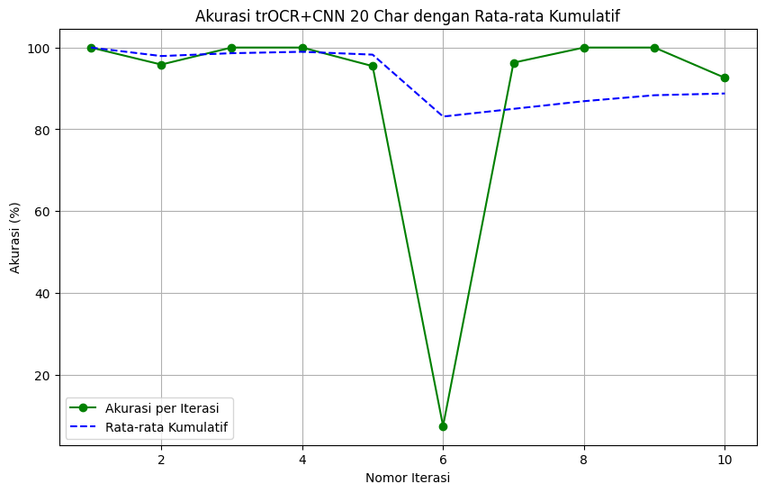 Akurasi trOCR+CNN 20 Char dengan Rata-rata Kumulatif
Akurasi (%)
100
80
60
40
20
Akurasi per Iterasi
Rata-rata Kumulatif
2 4 6 8 10
Nomor Iterasi